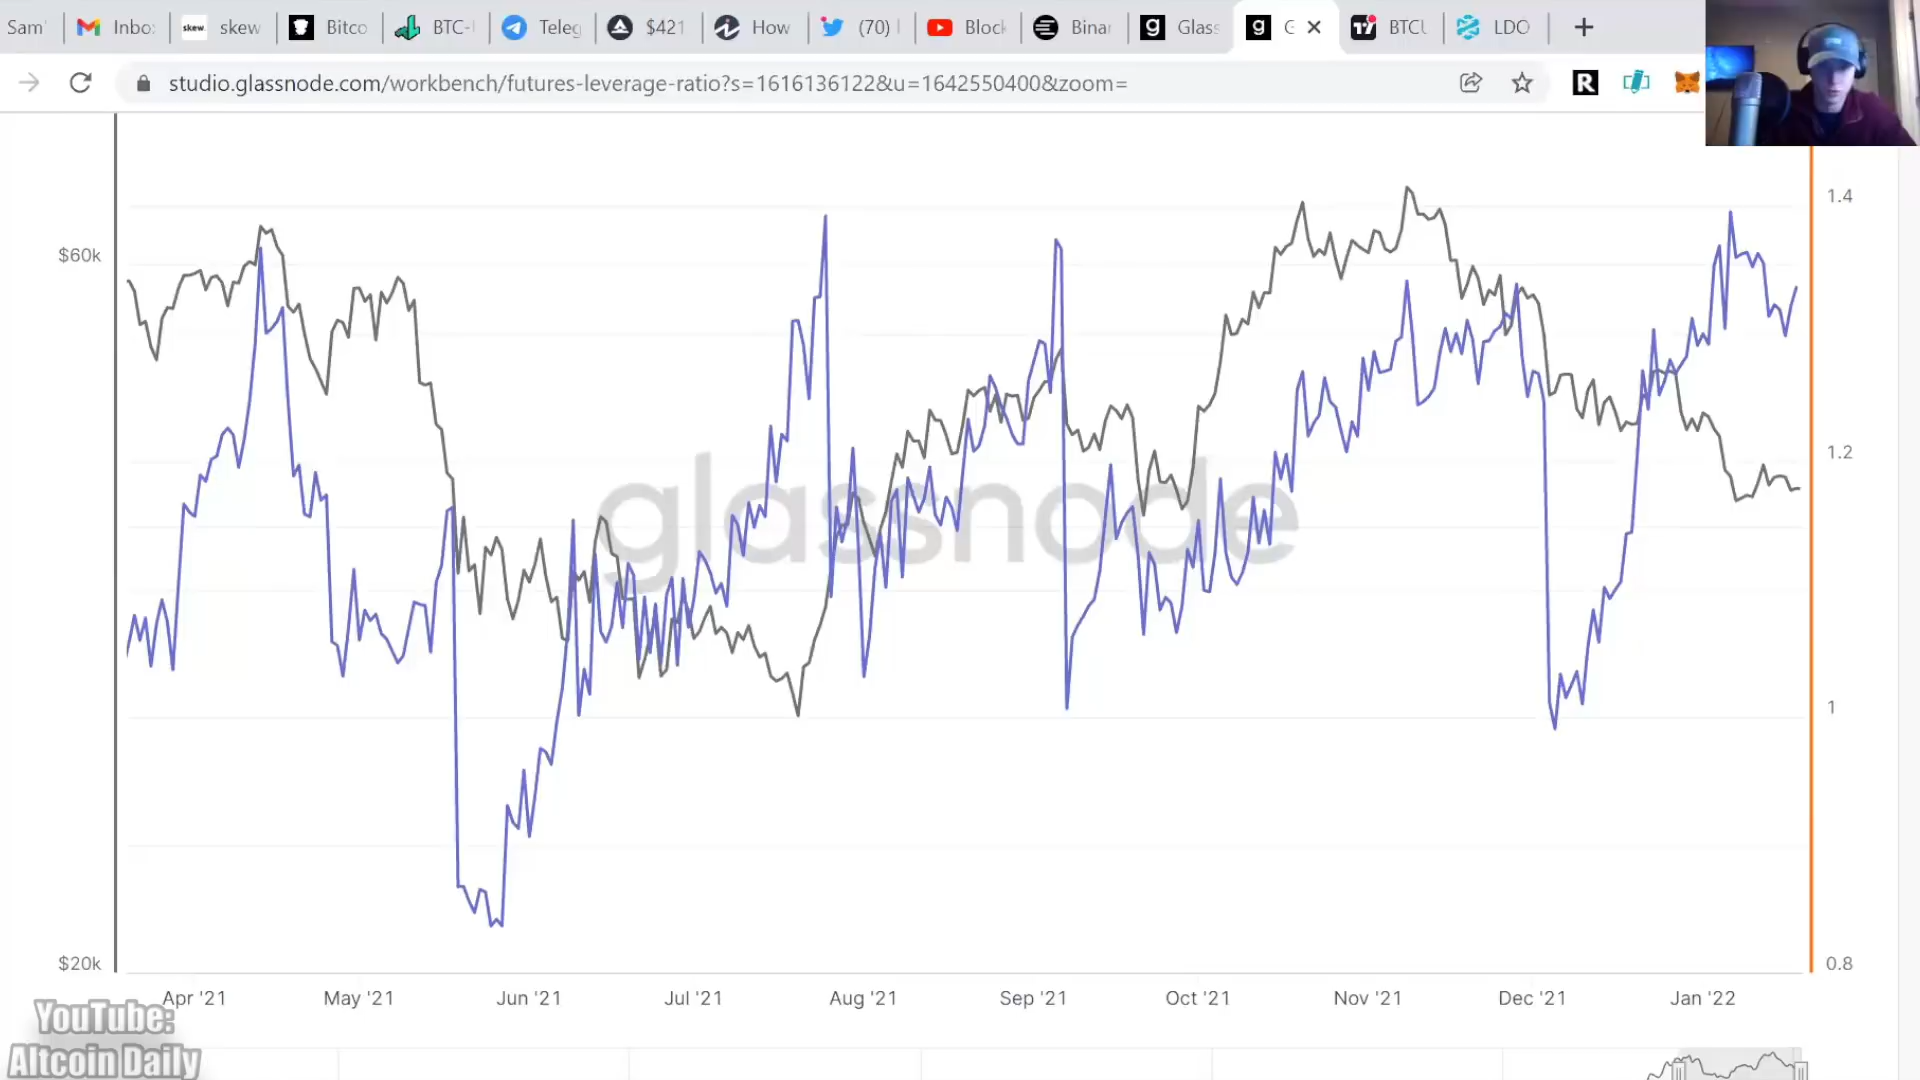 Sam' Inbo skew skew Bitco BTC- Teleg $421 How (70) Block Binar Glass G BTCU LDO
studio.glassnode.com/workbench/futures-leverage-ratio?s=1616136122&u=1642550400&zoom=
R
1.4
$60k
1.2
glassnode
1
$20k 0.8
Apr '21 May '21 Jun '21 Jul '21 Aug '21 Sep '21 Oct '21 Nov '21 Dec '21 Jan '22
YouTube:
Altcoin Daily